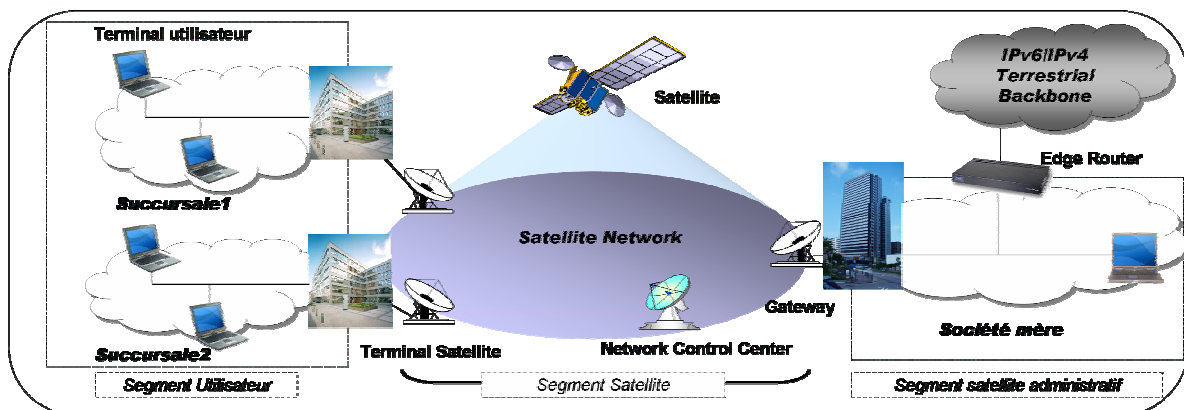 Terminal utilisateur
Succursale1
Succursale2
Segment Utilisateur
Satellite
Satellite Network
Terminal Satellite
Network Control Center
Gateway
Segment Satellite
IPv6/IPv4
Terrestrial
Backbone
Edge Router
Société mère
Segment satellite administratif